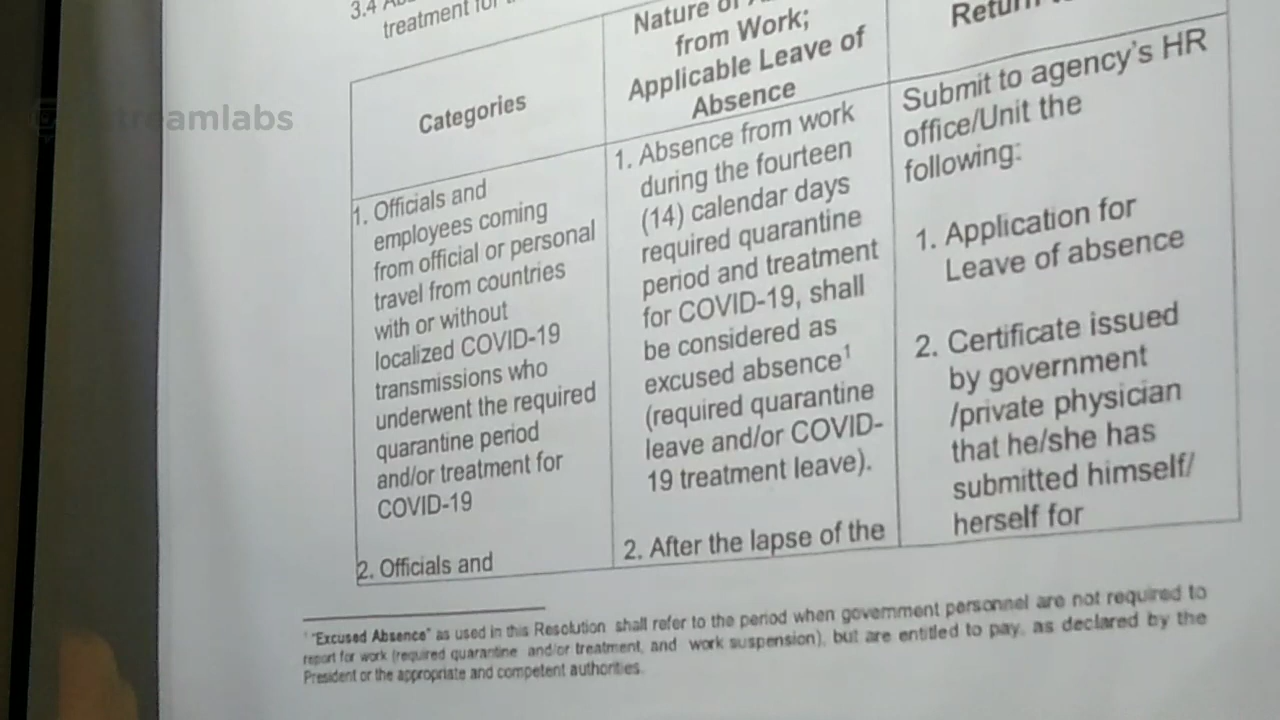 3.4
treatment for
Categories
Nature of
from Work;
Applicable Leave of
Absence
Return
1. Officials and
employees coming
from official or personal
travel from countries
with or without
localized COVID-19
transmissions who
underwent the required
quarantine period
and/or treatment for
COVID-19
2. Officials and
1. Absence from work
during the fourteen
(14) calendar days
required quarantine
period and treatment
for COVID-19, shall
be considered as
excused absence1
(required quarantine
leave and/or COVID-
19 treatment leave).
2. After the lapse of the
Submit to agency's HR
office/Unit the
following:
1. Application for
Leave of absence
2. Certificate issued
by government
/private physician
that he/she has
submitted himself/
herself for
1 "Excused Absence" as used in this Resolution shall refer to the period when government personnel are not required to
report for work (required quarantine and/or treatment, and work suspension), but are entitled to pay, as declared by the
President or the appropriate and competent authorities.
streamlabs